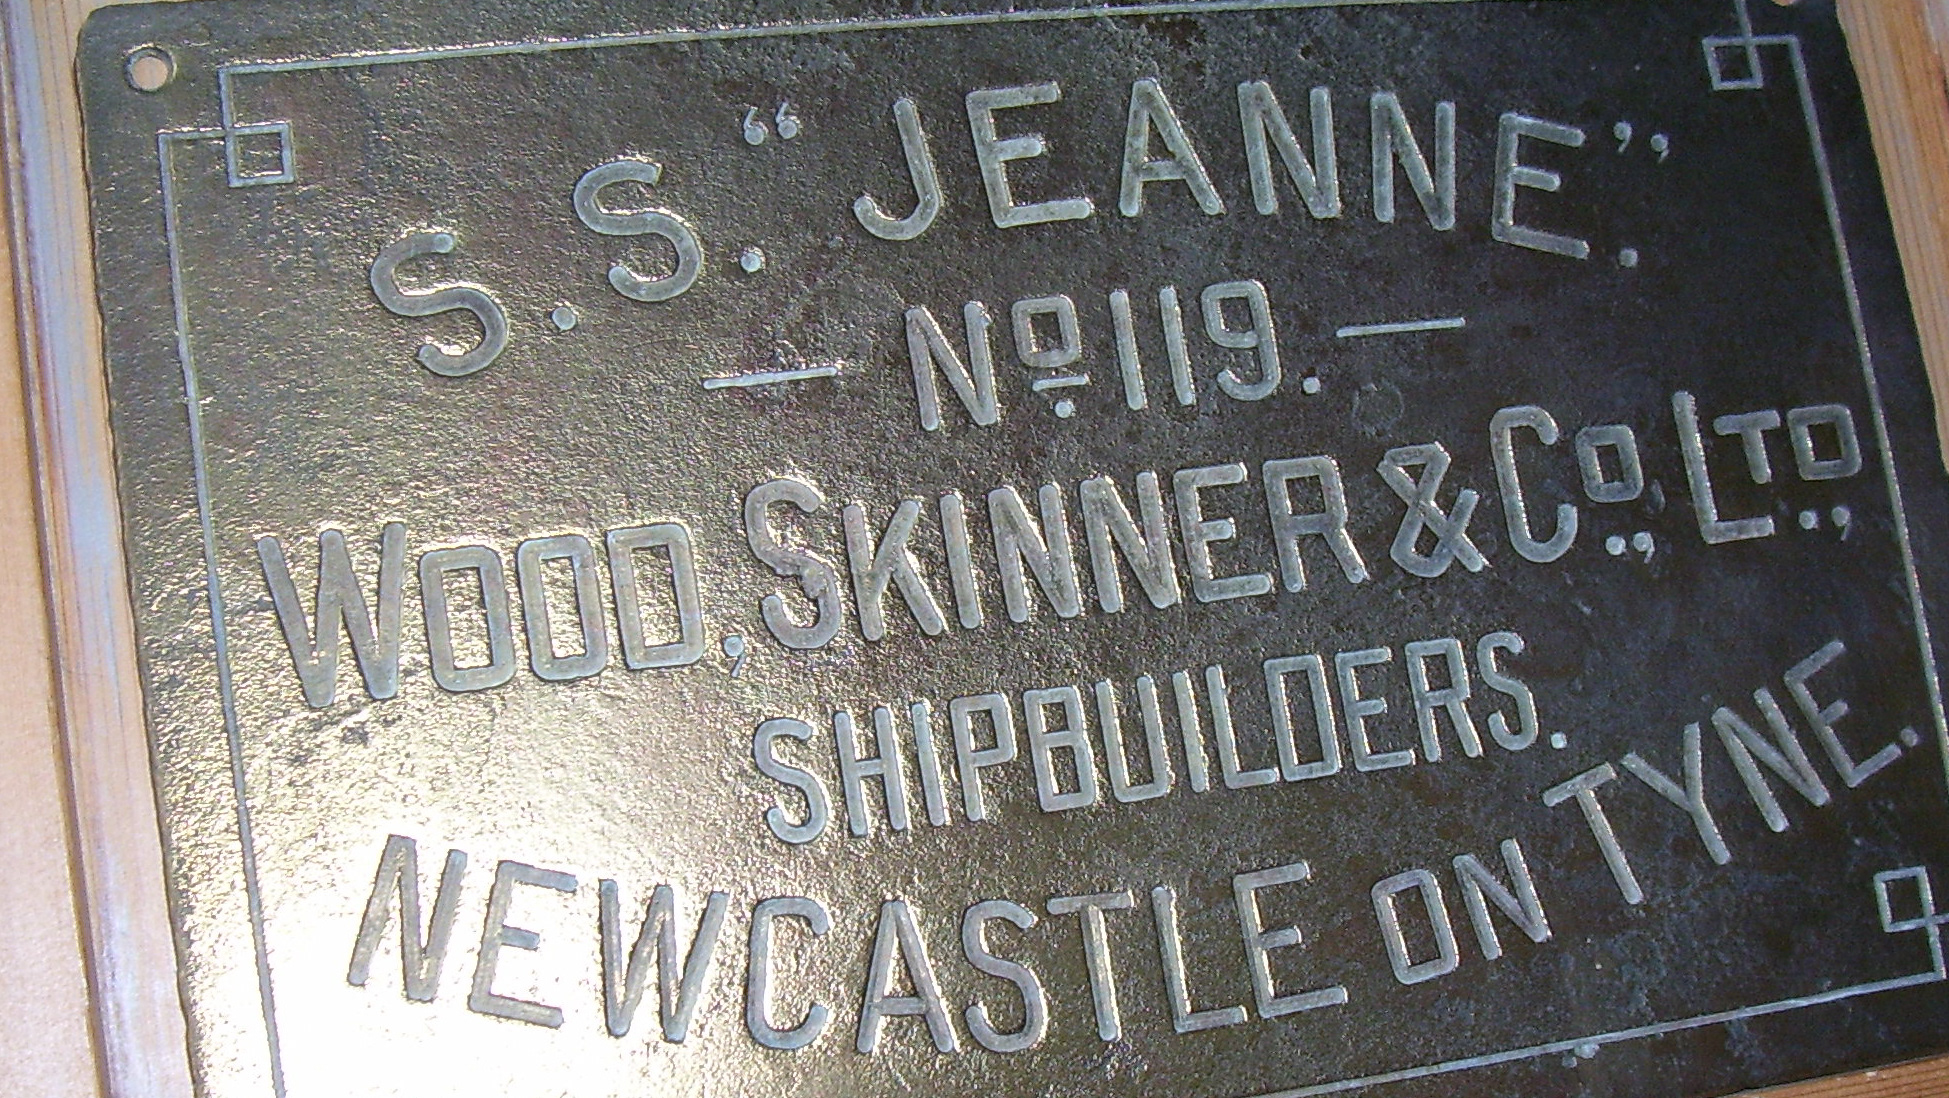 S.S. “JEANNE.”
— No 119. —
WOOD, SKINNER & Co., LTD.,
SHIPBUILDERS.
NEWCASTLE ON TYNE.